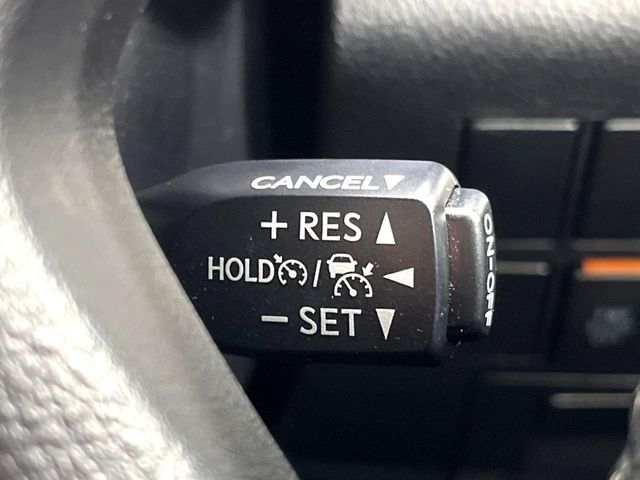 CANCEL▼
+ RES ▲
HOLD / ◀
− SET ▼
ON-OFF